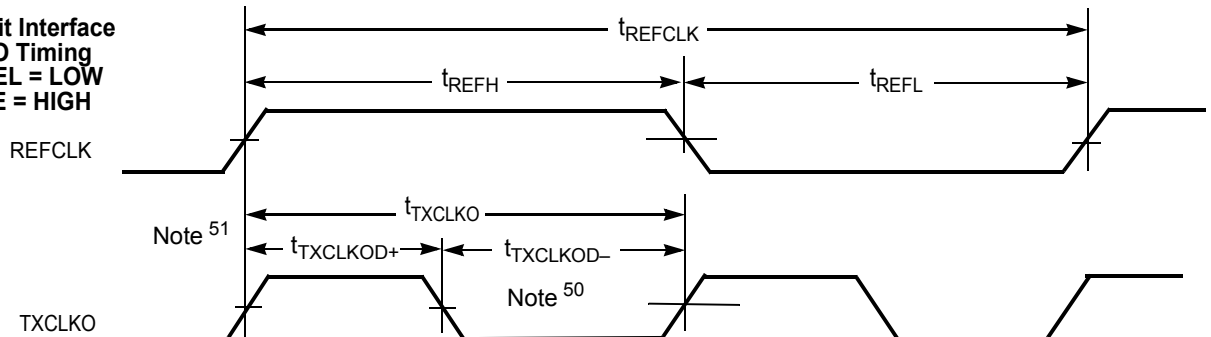 it Interface
Timing
EL = LOW
= HIGH
tREFCLK
tREFH
tREFL
REFCLK
tTXCLKO
Note 51
tTXCLKOD+
tTXCLKOD–
Note 50
TXCLKO